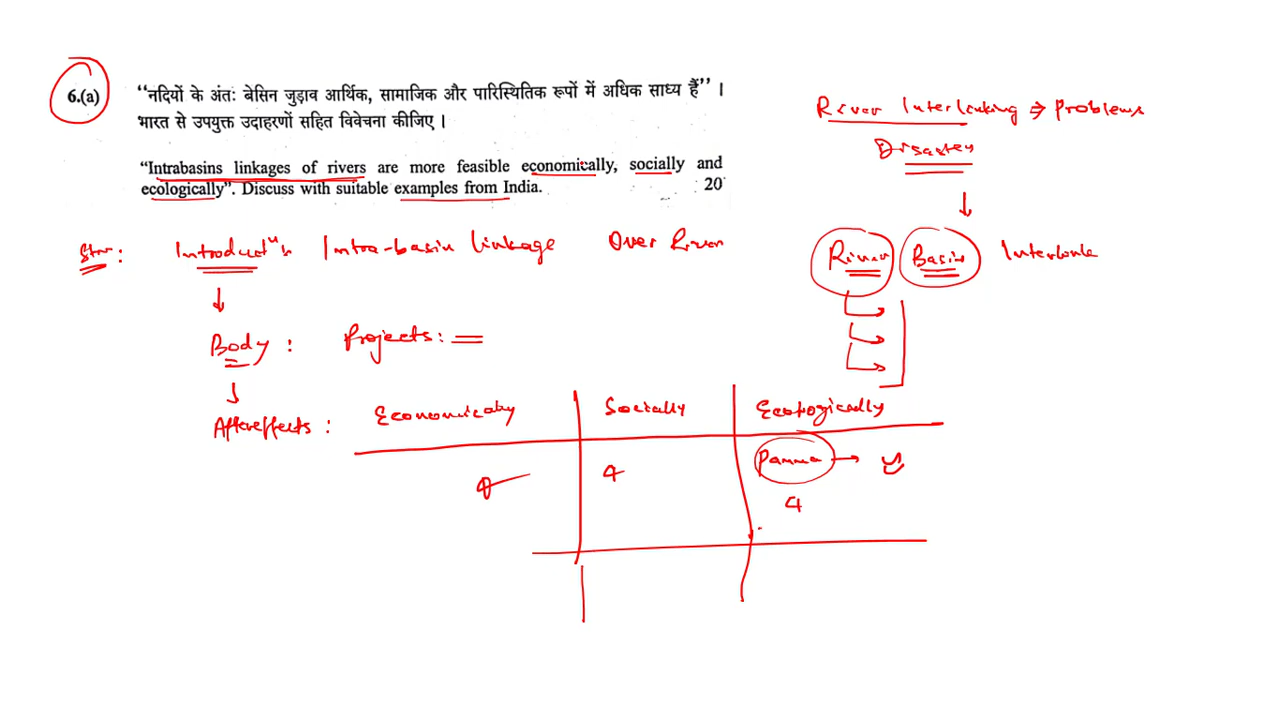 6.(a)
“नदियों के अंतः बेसिन जुड़ाव आर्थिक, सामाजिक और पारिस्थितिक रूपों में अधिक साध्य हैं”।
भारत से उपयुक्त उदाहरणों सहित विवेचना कीजिए।
“Intrabasins linkages of rivers are more feasible economically, socially and
ecologically”. Discuss with suitable examples from India. 20
River Interlinking → Problems
Disaster
↓
River Basin Interlink
Introductⁿ: Intra-basin linkage Over River
↓
Body : Projects:
↓
Aftereffects : Economically Socially Ecologically
4 4 Panna →
4